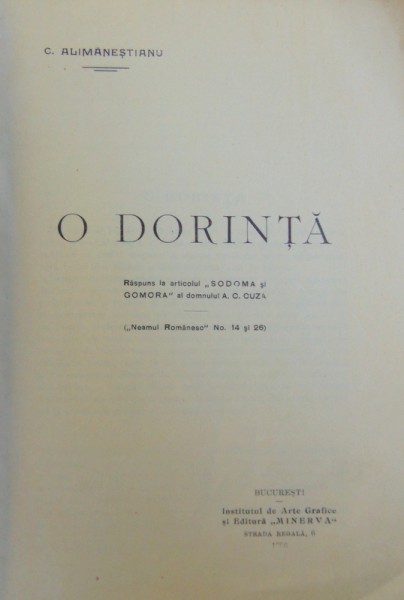 C. ALIMĂNEȘTIANU
O DORINȚĂ
Răspuns la articolul „SODOMA și
GOMORA" al domnului A. C. CUZA
(„Neamul Românesc" No. 14 și 26)
BUCUREȘTI
Institutul de Arte Grafice
și Editură „MINERVA"
STRADA REGALĂ, 6